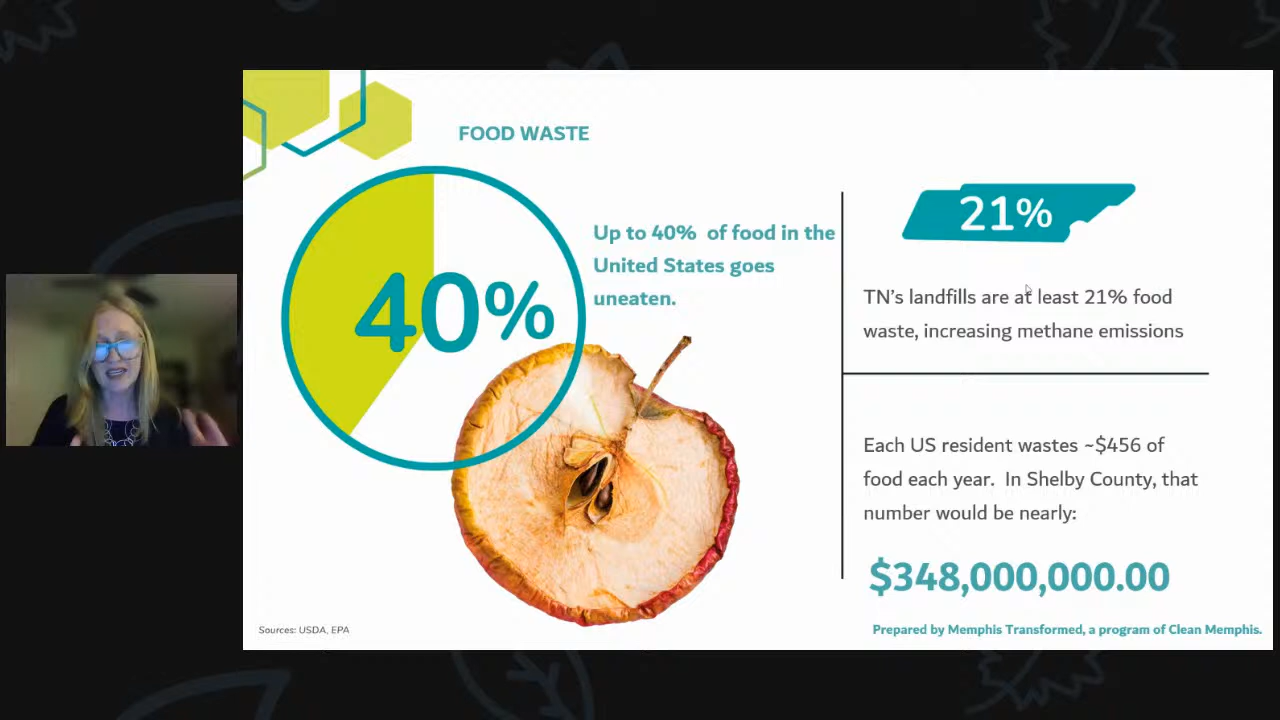 FOOD WASTE
40%
Up to 40% of food in the
United States goes
uneaten.
21%
TN's landfills are at least 21% food
waste, increasing methane emissions
Each US resident wastes ~$456 of
food each year. In Shelby County, that
number would be nearly:
$348,000,000.00
Sources: USDA, EPA
Prepared by Memphis Transformed, a program of Clean Memphis.